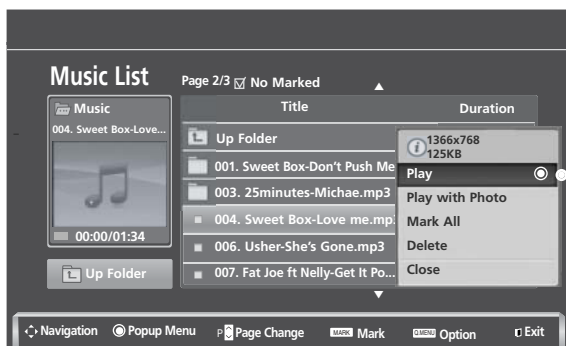 Music List
Page 2/3 No Marked
Music
004. Sweet Box-Love...
00:00/01:34
Up Folder
Title Duration
Up Folder
001. Sweet Box-Don't Push Me
003. 25minutes-Michae.mp3
004. Sweet Box-Love me.mp3
006. Usher-She's Gone.mp3
007. Fat Joe ft Nelly-Get It Po...
1366x768
125KB
Play
Play with Photo
Mark All
Delete
Close
Navigation Popup Menu P Page Change MARK Mark Q.MENU Option Exit